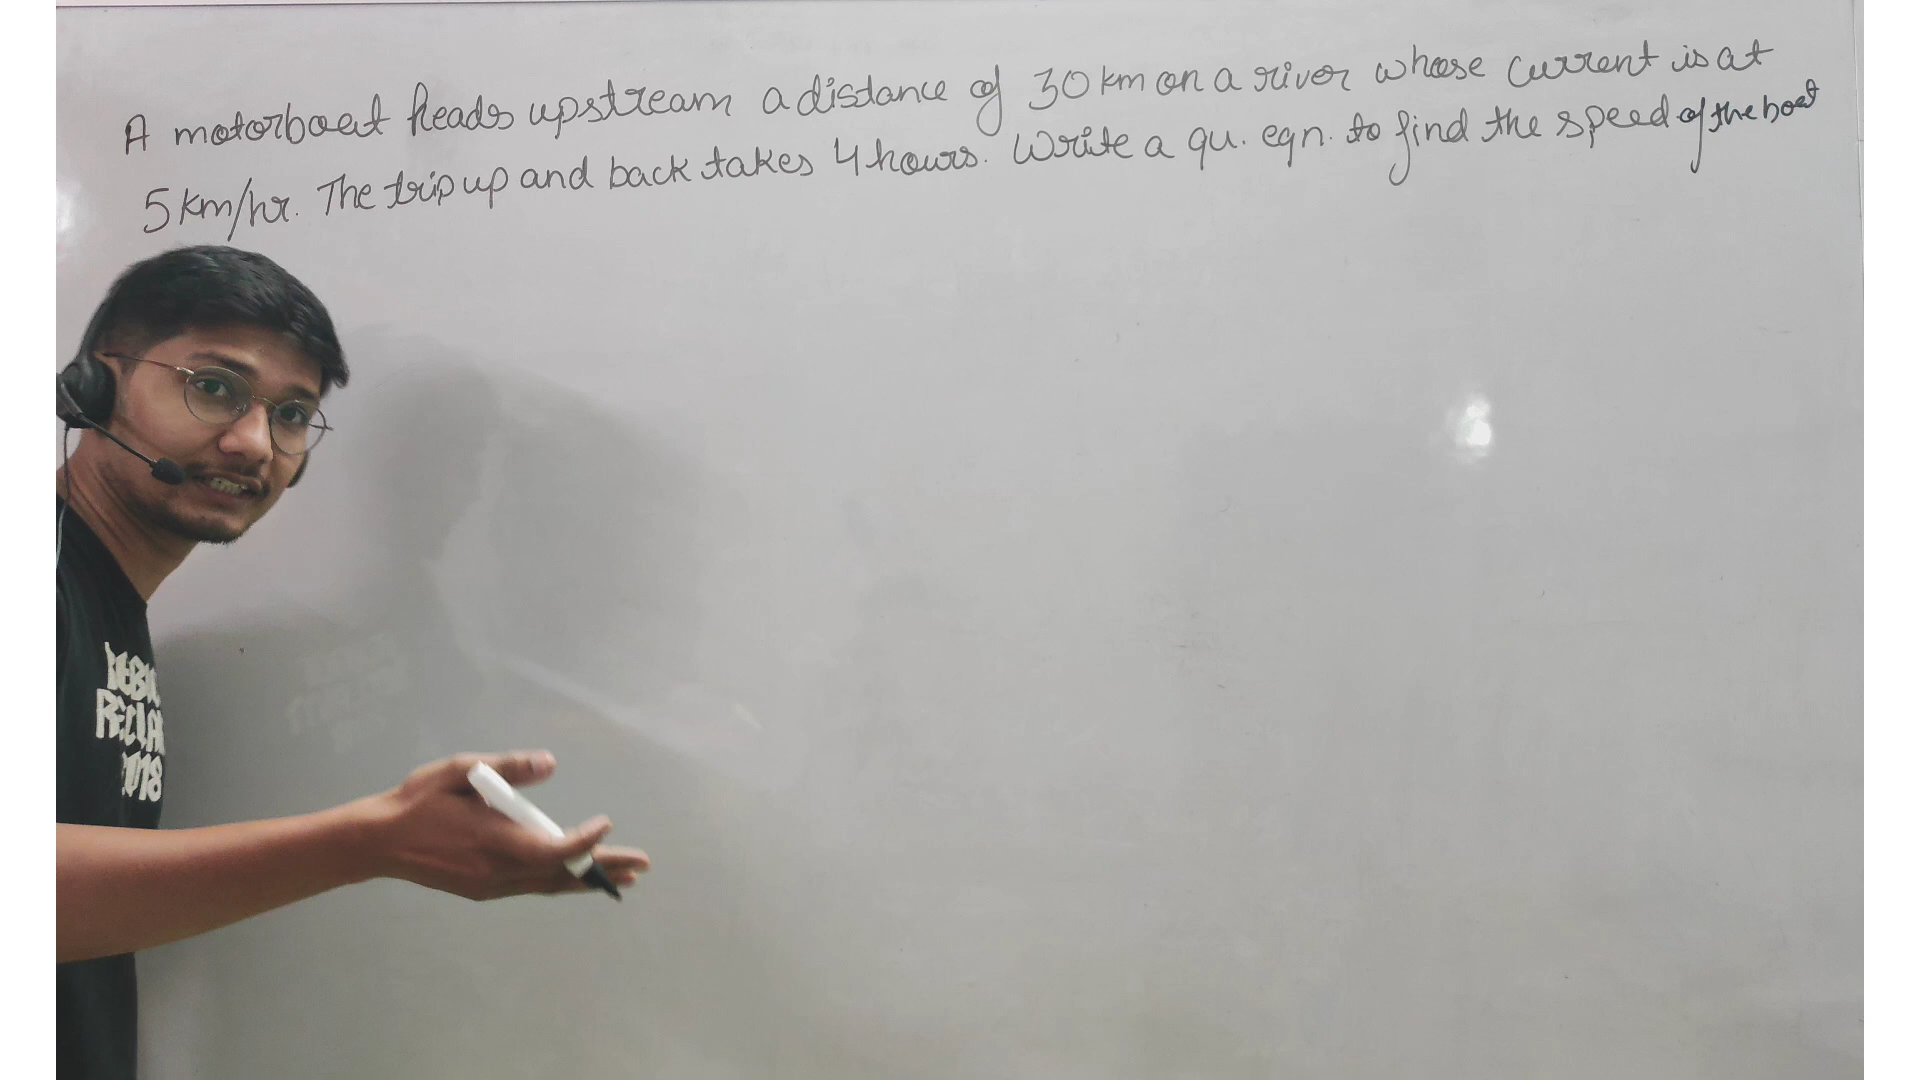 A motorboat heads upstream a distance of 30 km on a river whose current is at
5 km/hr. The trip up and back takes 4 hours. Write a qu. eqn. to find the speed of the boat